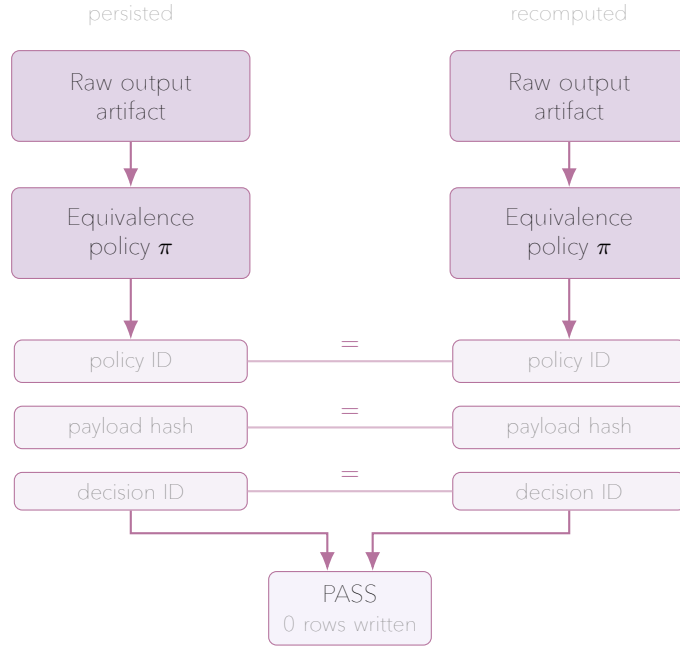 persisted
recomputed
Raw output
artifact
Raw output
artifact
Equivalence
policy π
Equivalence
policy π
=
policy ID
policy ID
=
payload hash
payload hash
=
decision ID
decision ID
PASS
0 rows written